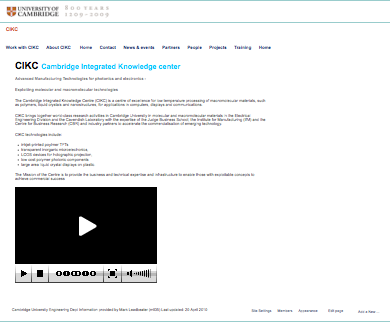 UNIVERSITY OF
CAMBRIDGE
800 YEARS
1209-2009
CIKC
Work with CIKC About CIKC Home Contact News & events Partners People Projects Training Home
CIKC Cambridge Integrated Knowledge center
Advanced Manufacturing Technologies for photonics and electronics -
Exploiting molecular and macromolecular technologies
The Cambridge Integrated Knowledge Centre (CIKC) is a centre of excellence for low temperature processing of macromolecular materials, such
as polymers, liquid crystals and nanostructures, for applications in computers, displays and communications.
CIKC brings together world-class research activities in Cambridge University in molecular and macromolecular materials in the Electrical
Engineering Division and the Cavendish Laboratory with the expertise of the Judge Business School, the Institute for Manufacturing (IfM) and the
Centre for Business Research (CBR) and industry partners to accelerate the commercialisation of emerging technology.
CIKC technologies include:
inkjet-printed polymer TFTs
transparent inorganic microelectronics
LCOS devices for holographic projection
low cost polymer photonic components
large area liquid crystal displays on plastic
The Mission of the Centre is to provide the business and technical expertise and infrastructure to enable those with exploitable concepts to
achieve commercial success
Cambridge University Engineering Dept Information provided by Mark Leadbeater (ml535) Last updated: 20 April 2010
Site Settings Members Appearance Edit page Add a New ...